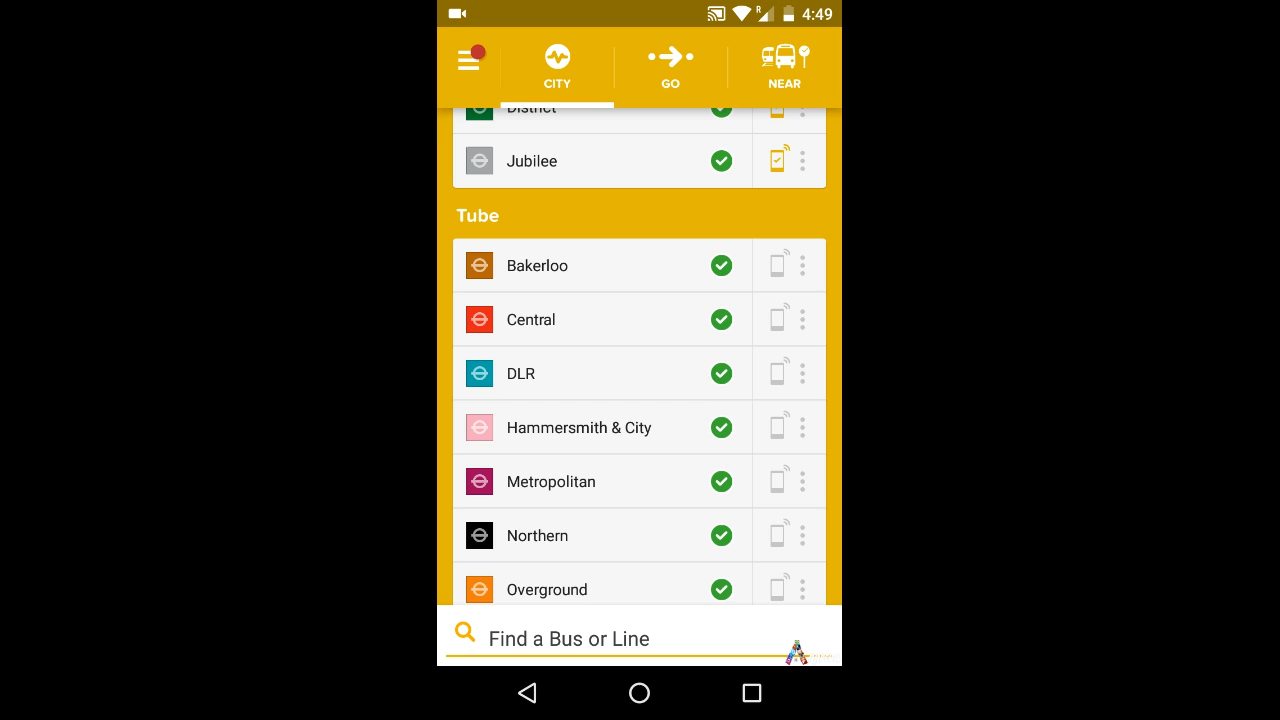 R
4:49
CITY
GO
NEAR
District
Jubilee
Tube
Bakerloo
Central
DLR
Hammersmith & City
Metropolitan
Northern
Overground
Find a Bus or Line